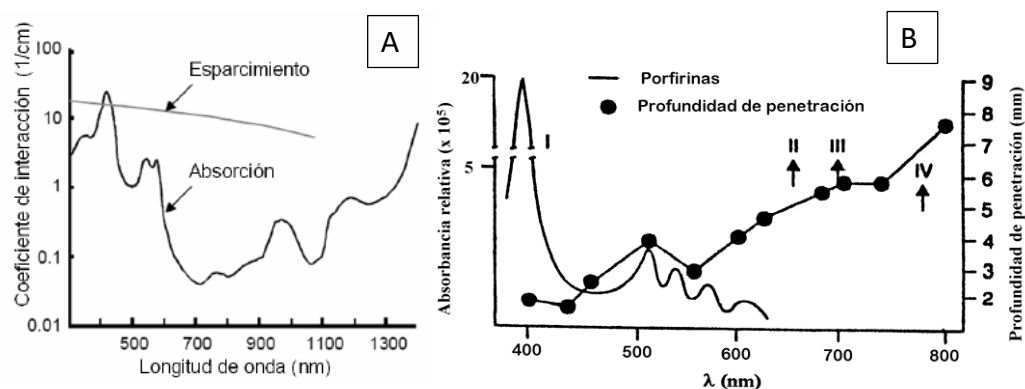 A
Coeficiente de interacción (1/cm)
100
10
1
0.1
0.01
Esparcimiento
Absorción
500
700
900
1100
1300
Longitud de onda (nm)
B
Absorbancia relativa (x 10⁵)
20
5
Porfirinas
Profundidad de penetración
I
II
III
IV
9
8
7
6
5
4
3
2
Profundidad de penetración (mm)
400
500
600
700
800
λ (nm)